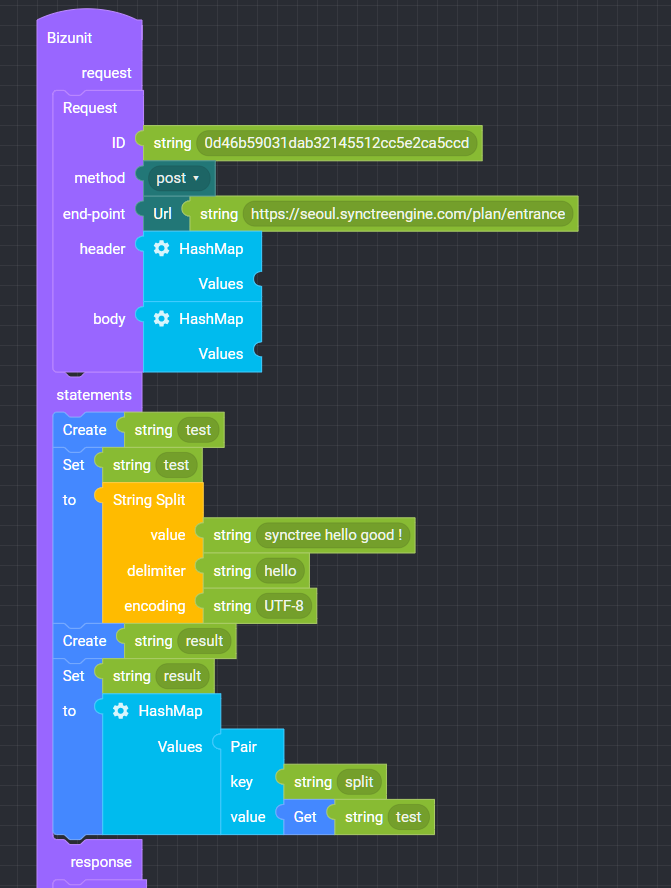 Bizunit
request
Request
ID string 0d46b59031dab32145512cc5e2ca5ccd
method post
end-point Url string https://seoul.synctreengine.com/plan/entrance
header HashMap
Values
body HashMap
Values
statements
Create string test
Set string test
to String Split
value string synctree hello good !
delimiter string hello
encoding string UTF-8
Create string result
Set string result
to HashMap
Values Pair
key string split
value Get string test
response